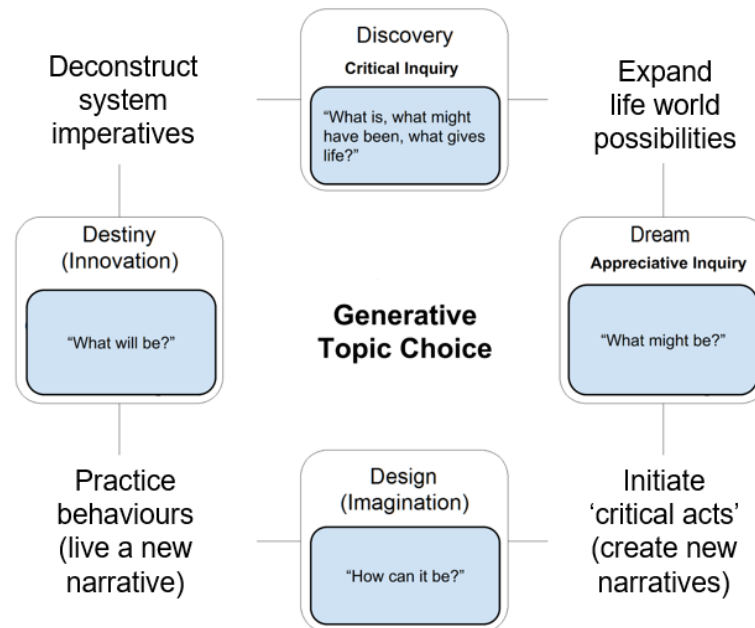 Discovery
Critical Inquiry
“What is, what might
have been, what gives
life?”
Deconstruct
system
imperatives
Expand
life world
possibilities
Destiny
(Innovation)
“What will be?”
Generative
Topic Choice
Dream
Appreciative Inquiry
“What might be?”
Practice
behaviours
(live a new
narrative)
Design
(Imagination)
“How can it be?”
Initiate
‘critical acts’
(create new
narratives)